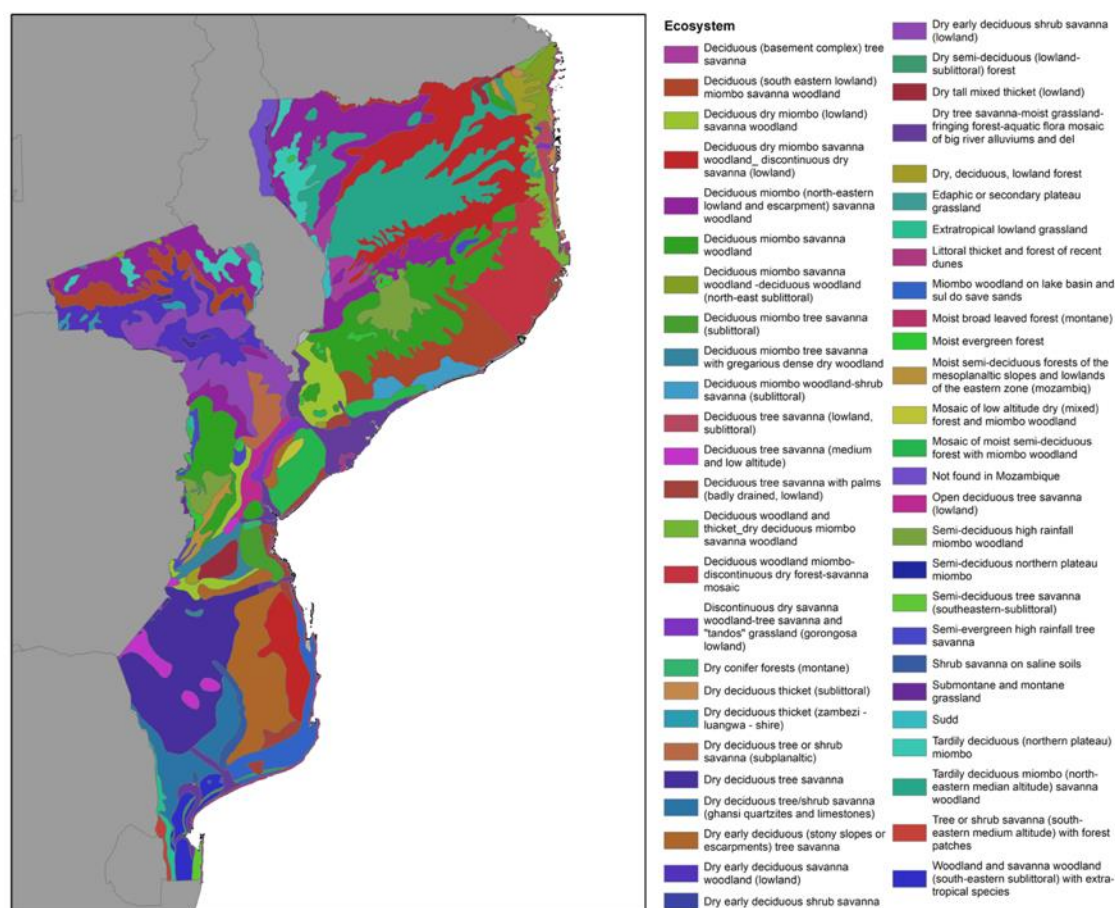 Ecosystem
Deciduous (basement complex) tree
savanna
Deciduous (south eastern lowland)
miombo savanna woodland
Deciduous dry miombo (lowland)
savanna woodland
Deciduous dry miombo savanna
woodland_ discontinuous dry
savanna (lowland)
Deciduous miombo (north-eastern
lowland and escarpment) savanna
woodland
Deciduous miombo savanna
woodland
Deciduous miombo savanna
woodland -deciduous woodland
(north-east sublittoral)
Deciduous miombo tree savanna
(sublittoral)
Deciduous miombo tree savanna
with gregarious dense dry woodland
Deciduous miombo woodland-shrub
savanna (sublittoral)
Deciduous tree savanna (lowland,
sublittoral)
Deciduous tree savanna (medium
and low altitude)
Deciduous tree savanna with palms
(badly drained, lowland)
Deciduous woodland and
thicket_dry deciduous miombo
savanna woodland
Deciduous woodland miombo-
discontinuous dry forest-savanna
mosaic
Discontinuous dry savanna
woodland-tree savanna and
"tandos" grassland (gorongosa
lowland)
Dry conifer forests (montane)
Dry deciduous thicket (sublittoral)
Dry deciduous thicket (zambezi -
luangwa - shire)
Dry deciduous tree or shrub
savanna (subplanaltic)
Dry deciduous tree savanna
Dry deciduous tree/shrub savanna
(ghansi quartzites and limestones)
Dry early deciduous (stony slopes or
escarpments) tree savanna
Dry early deciduous savanna
woodland (lowland)
Dry early deciduous shrub savanna
Dry early deciduous shrub savanna
(lowland)
Dry semi-deciduous (lowland-
sublittoral) forest
Dry tall mixed thicket (lowland)
Dry tree savanna-moist grassland-
fringing forest-aquatic flora mosaic
of big river alluviums and del
Dry, deciduous, lowland forest
Edaphic or secondary plateau
grassland
Extratropical lowland grassland
Littoral thicket and forest of recent
dunes
Miombo woodland on lake basin and
sul do save sands
Moist broad leaved forest (montane)
Moist evergreen forest
Moist semi-deciduous forests of the
mesoplanaltic slopes and lowlands
of the eastern zone (mozambiq)
Mosaic of low altitude dry (mixed)
forest and miombo woodland
Mosaic of moist semi-deciduous
forest with miombo woodland
Not found in Mozambique
Open deciduous tree savanna
(lowland)
Semi-deciduous high rainfall
miombo woodland
Semi-deciduous northern plateau
miombo
Semi-deciduous tree savanna
(southeastern-sublittoral)
Semi-evergreen high rainfall tree
savanna
Shrub savanna on saline soils
Submontane and montane
grassland
Sudd
Tardily deciduous (northern plateau)
miombo
Tardily deciduous miombo (north-
eastern median altitude) savanna
woodland
Tree or shrub savanna (south-
eastern medium altitude) with forest
patches
Woodland and savanna woodland
(south-eastern sublittoral) with extra-
tropical species